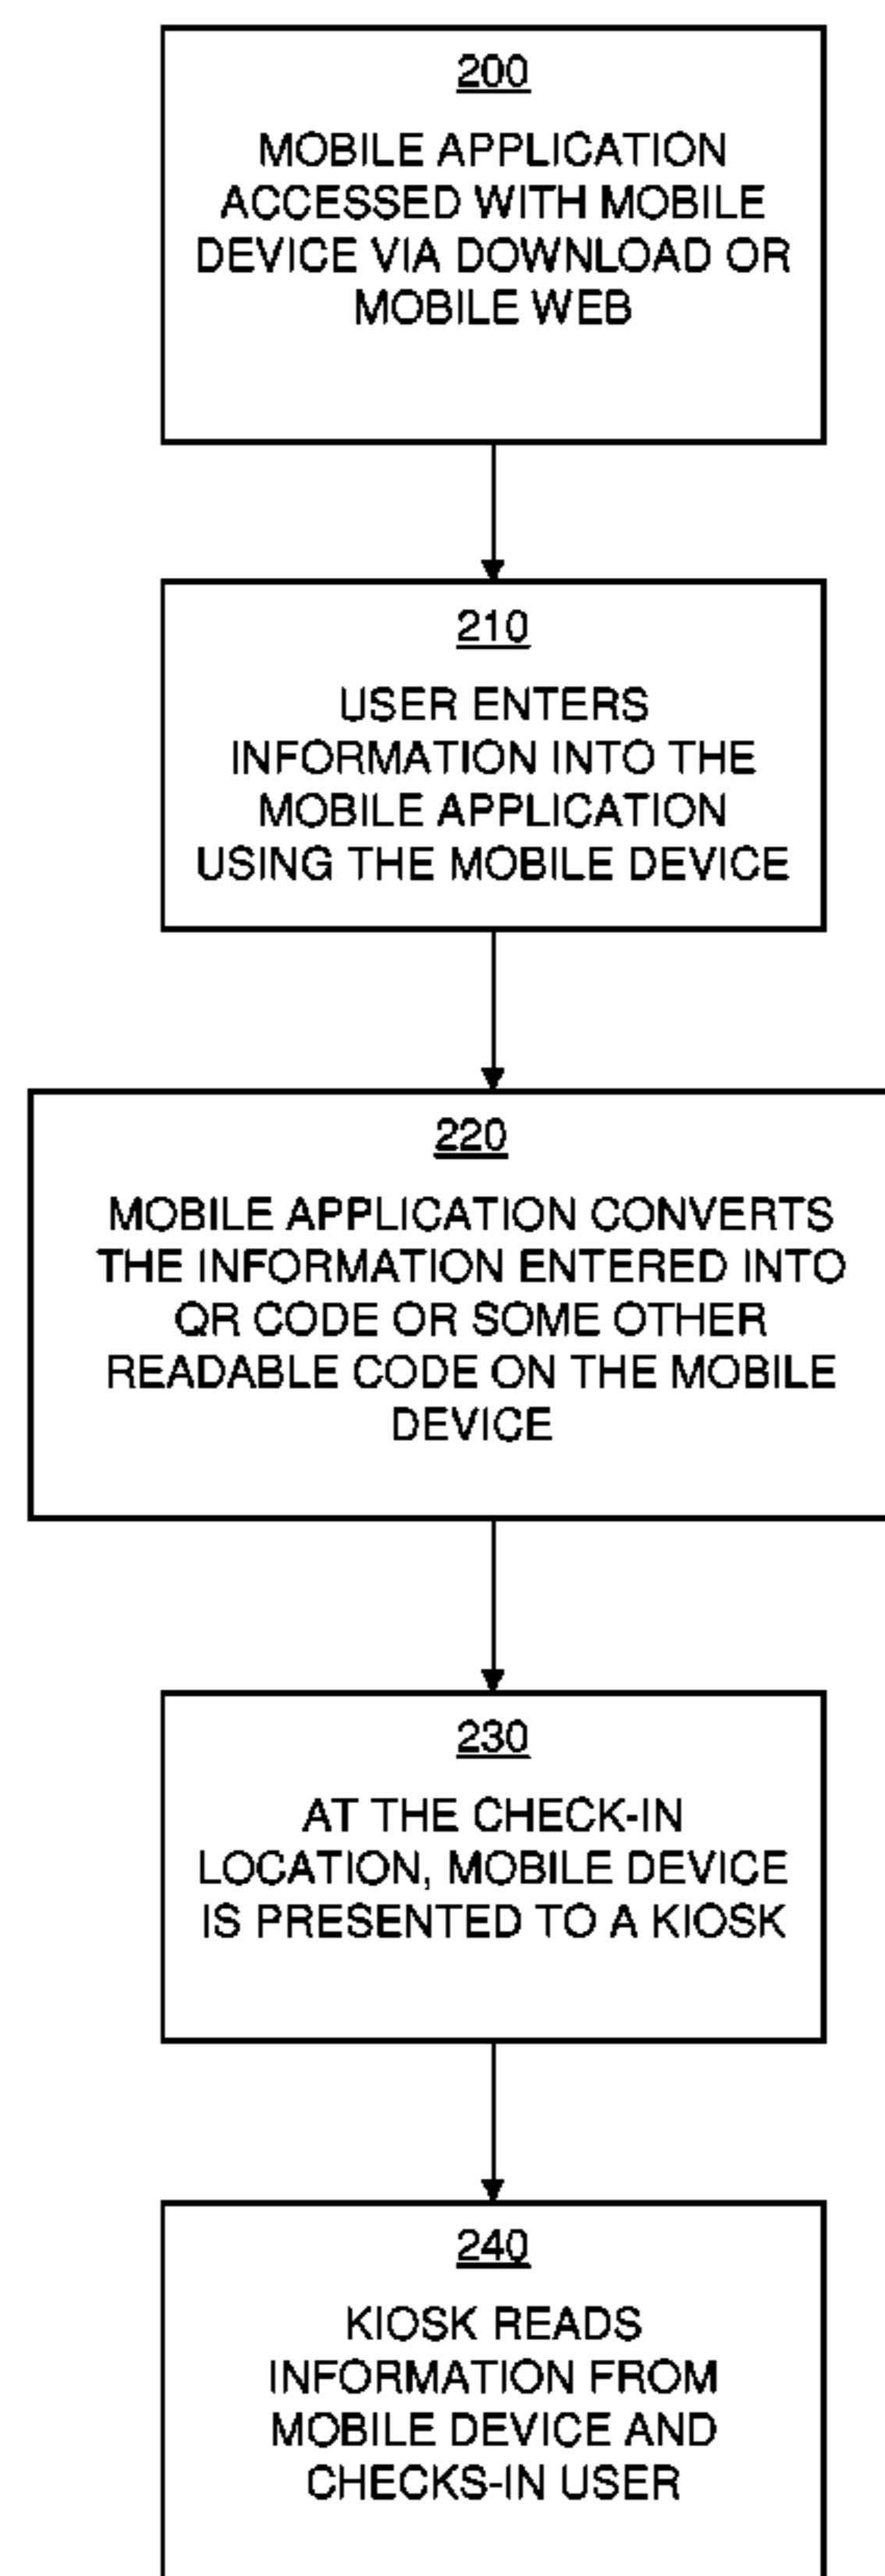 200
MOBILE APPLICATION
ACCESSED WITH MOBILE
DEVICE VIA DOWNLOAD OR
MOBILE WEB
210
USER ENTERS
INFORMATION INTO THE
MOBILE APPLICATION
USING THE MOBILE DEVICE
220
MOBILE APPLICATION CONVERTS
THE INFORMATION ENTERED INTO
QR CODE OR SOME OTHER
READABLE CODE ON THE MOBILE
DEVICE
230
AT THE CHECK-IN
LOCATION, MOBILE DEVICE
IS PRESENTED TO A KIOSK
240
KIOSK READS
INFORMATION FROM
MOBILE DEVICE AND
CHECKS-IN USER